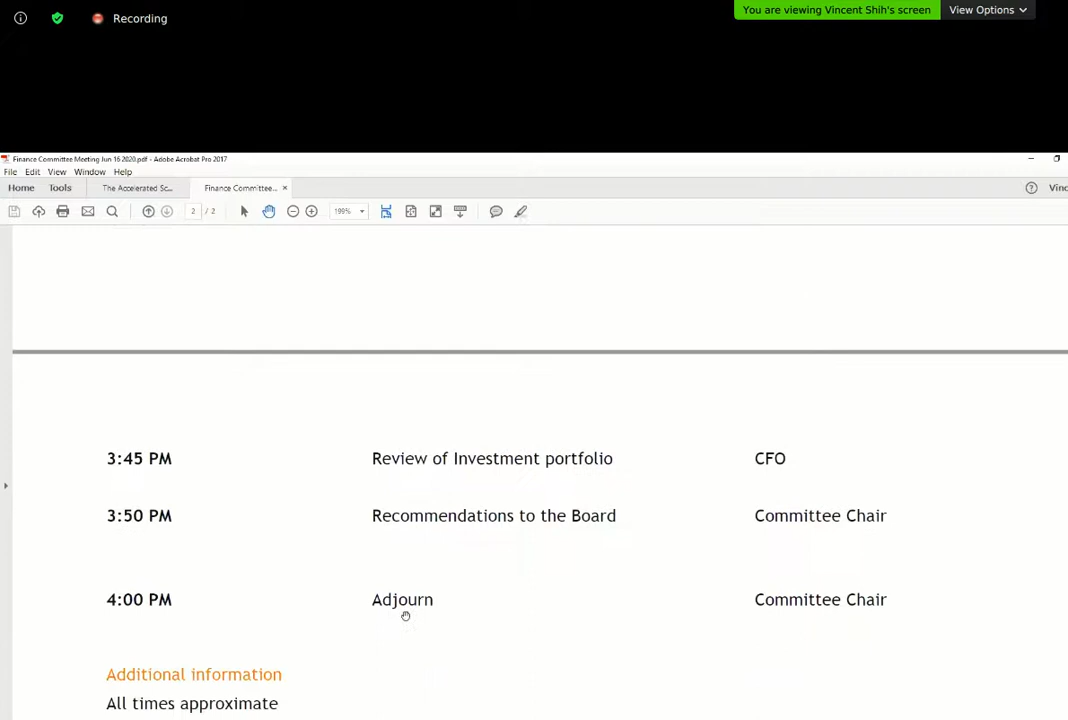 Recording
You are viewing Vincent Shih's screen View Options
Finance Committee Meeting Jun 16 2020.pdf - Adobe Acrobat Pro 2017
File Edit View Window Help
Home Tools The Accelerated Sc... Finance Committee... × Vinc
2 / 2 199%
3:45 PM Review of Investment portfolio CFO
3:50 PM Recommendations to the Board Committee Chair
4:00 PM Adjourn Committee Chair
Additional information
All times approximate